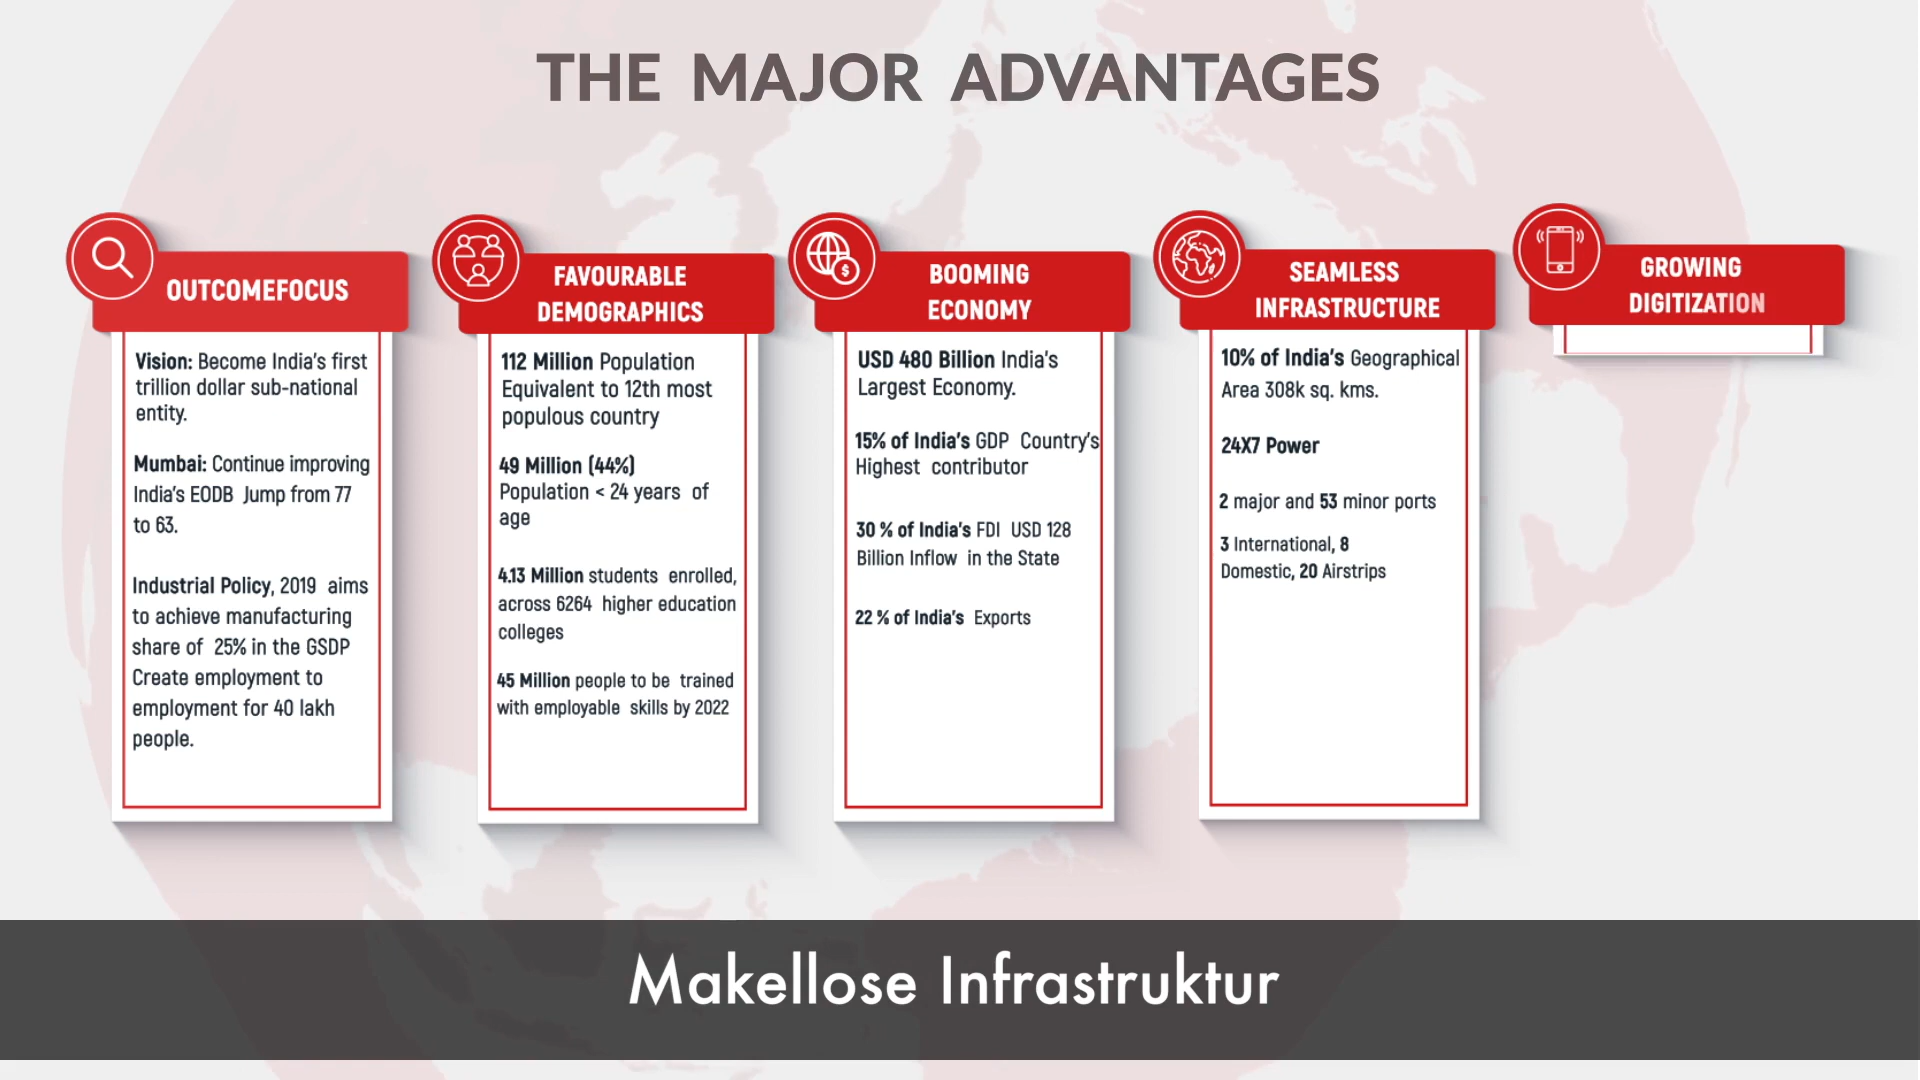 THE MAJOR ADVANTAGES
OUTCOMEFOCUS
Vision: Become India's first
trillion dollar sub-national
entity.
Mumbai: Continue improving
India's EODB Jump from 77
to 63.
Industrial Policy, 2019 aims
to achieve manufacturing
share of 25% in the GSDP
Create employment to
employment for 40 lakh
people.
FAVOURABLE
DEMOGRAPHICS
112 Million Population
Equivalent to 12th most
populous country
49 Million (44%)
Population < 24 years of
age
4.13 Million students enrolled,
across 6264 higher education
colleges
45 Million people to be trained
with employable skills by 2022
BOOMING
ECONOMY
USD 480 Billion India's
Largest Economy.
15% of India's GDP Country's
Highest contributor
30 % of India's FDI USD 128
Billion Inflow in the State
22 % of India's Exports
SEAMLESS
INFRASTRUCTURE
10% of India's Geographical
Area 308k sq. kms.
24X7 Power
2 major and 53 minor ports
3 International, 8
Domestic, 20 Airstrips
GROWING
DIGITIZATION
Makellose Infrastruktur